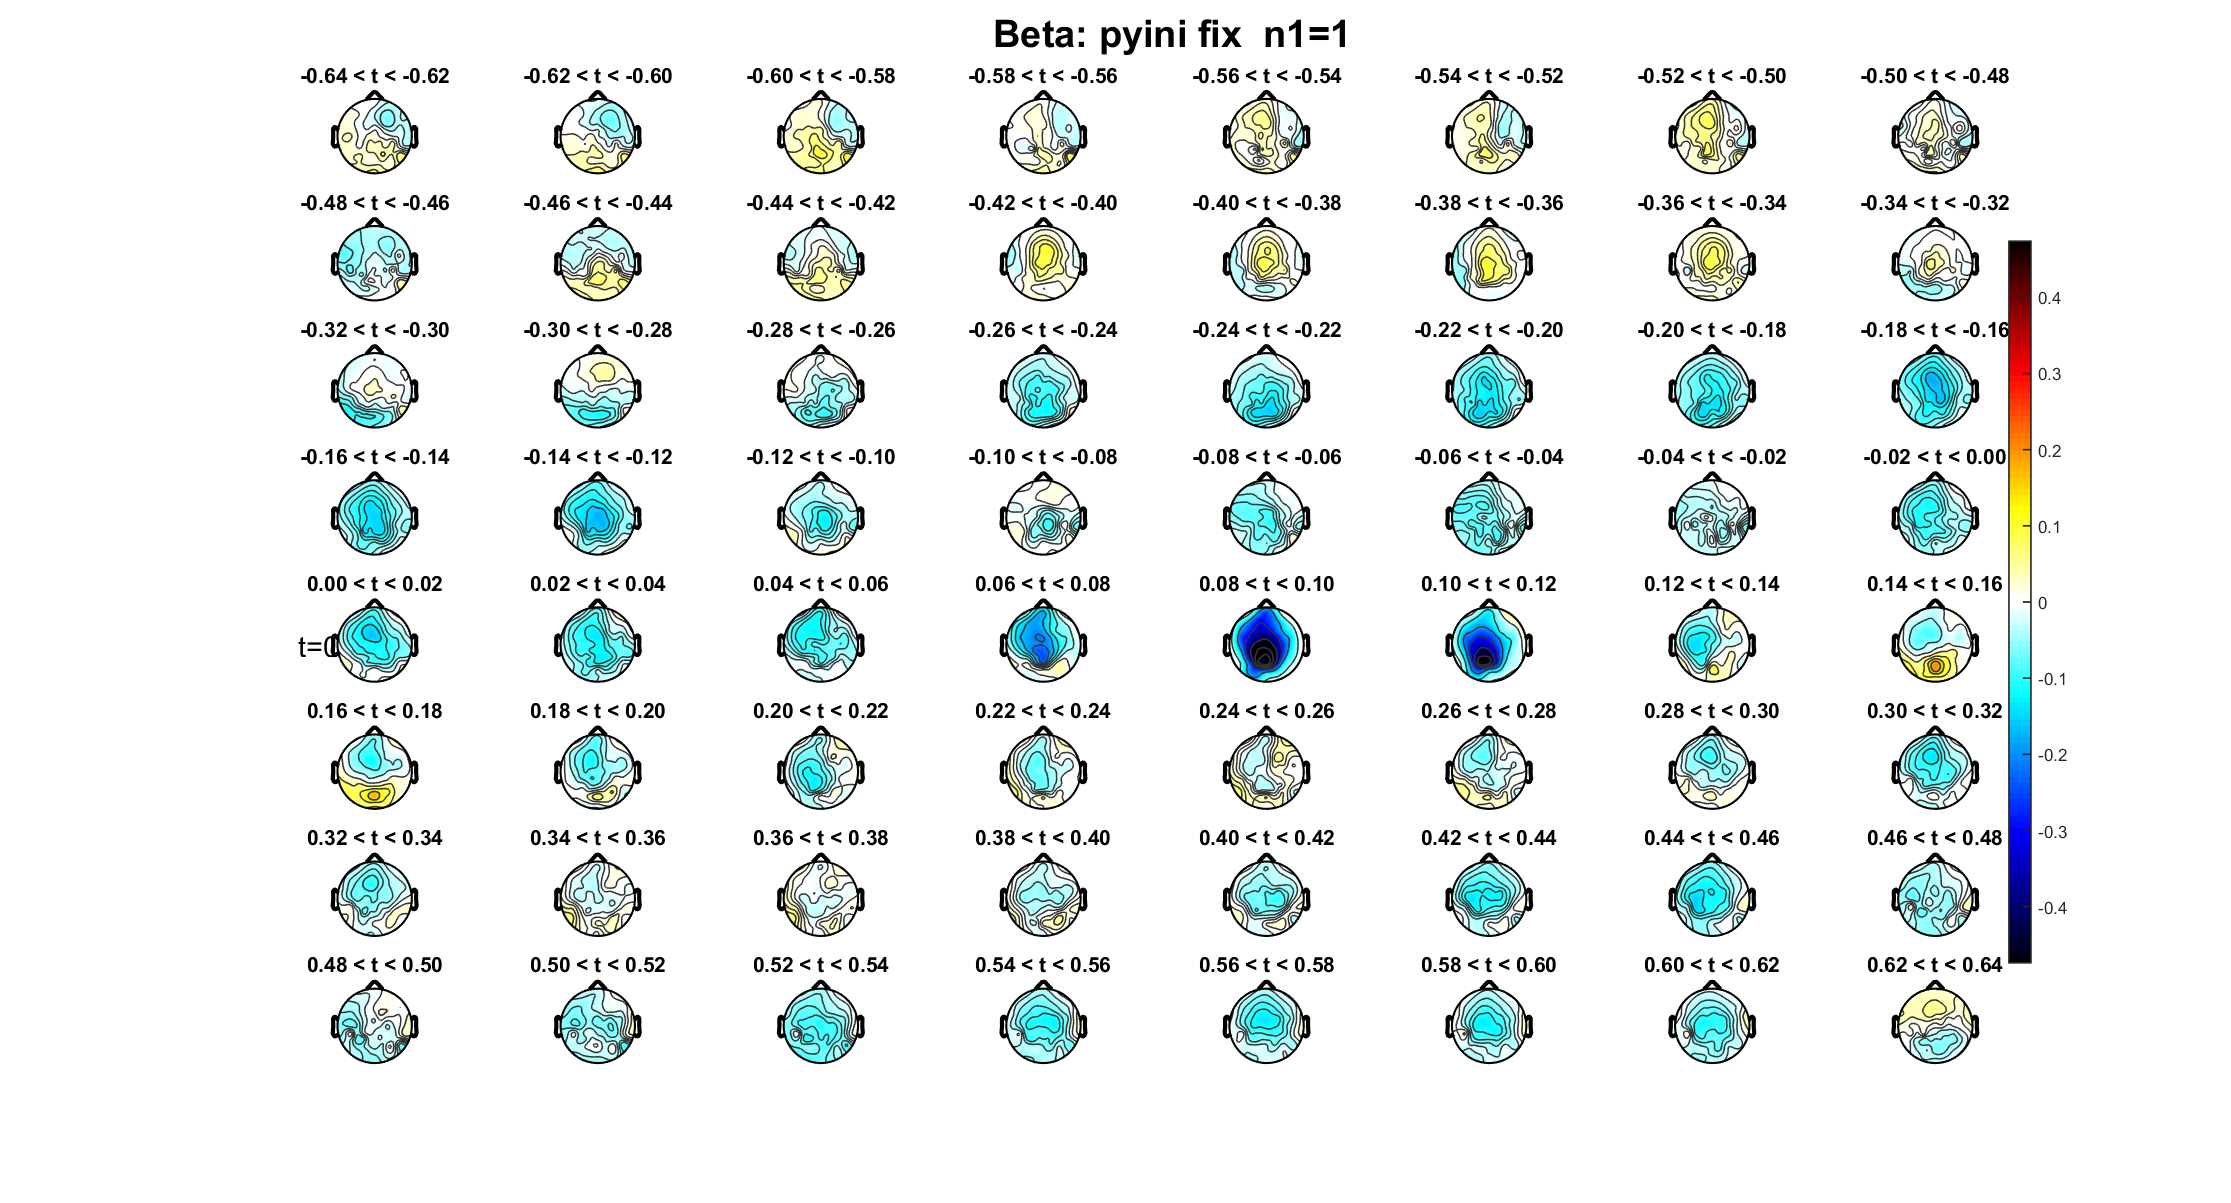 Beta: pyini fix  n1=1
-0.64 < t < -0.62 -0.62 < t < -0.60 -0.60 < t < -0.58 -0.58 < t < -0.56 -0.56 < t < -0.54 -0.54 < t < -0.52 -0.52 < t < -0.50 -0.50 < t < -0.48
-0.48 < t < -0.46 -0.46 < t < -0.44 -0.44 < t < -0.42 -0.42 < t < -0.40 -0.40 < t < -0.38 -0.38 < t < -0.36 -0.36 < t < -0.34 -0.34 < t < -0.32
-0.32 < t < -0.30 -0.30 < t < -0.28 -0.28 < t < -0.26 -0.26 < t < -0.24 -0.24 < t < -0.22 -0.22 < t < -0.20 -0.20 < t < -0.18 -0.18 < t < -0.16
-0.16 < t < -0.14 -0.14 < t < -0.12 -0.12 < t < -0.10 -0.10 < t < -0.08 -0.08 < t < -0.06 -0.06 < t < -0.04 -0.04 < t < -0.02 -0.02 < t < 0.00
0.00 < t < 0.02 0.02 < t < 0.04 0.04 < t < 0.06 0.06 < t < 0.08 0.08 < t < 0.10 0.10 < t < 0.12 0.12 < t < 0.14 0.14 < t < 0.16
t=0
0.16 < t < 0.18 0.18 < t < 0.20 0.20 < t < 0.22 0.22 < t < 0.24 0.24 < t < 0.26 0.26 < t < 0.28 0.28 < t < 0.30 0.30 < t < 0.32
0.32 < t < 0.34 0.34 < t < 0.36 0.36 < t < 0.38 0.38 < t < 0.40 0.40 < t < 0.42 0.42 < t < 0.44 0.44 < t < 0.46 0.46 < t < 0.48
0.48 < t < 0.50 0.50 < t < 0.52 0.52 < t < 0.54 0.54 < t < 0.56 0.56 < t < 0.58 0.58 < t < 0.60 0.60 < t < 0.62 0.62 < t < 0.64
0.4
0.3
0.2
0.1
0
-0.1
-0.2
-0.3
-0.4